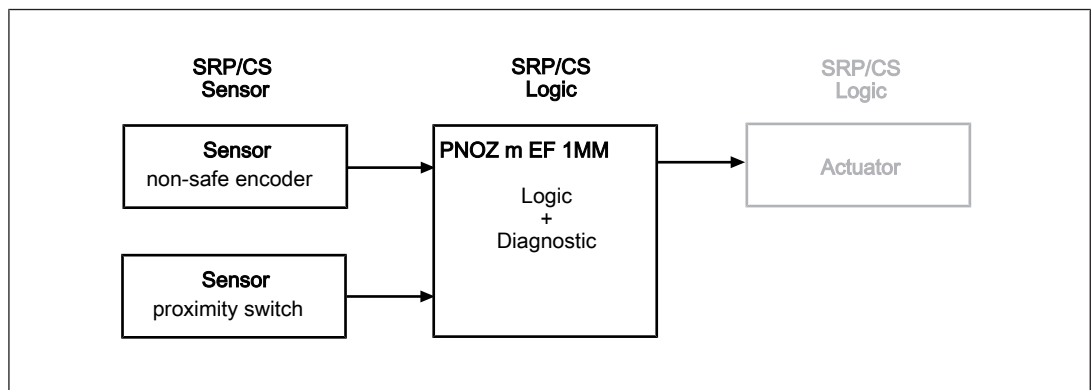 SRP/CS
Sensor
SRP/CS
Logic
SRP/CS
Logic
Sensor
non-safe encoder
PNOZ m EF 1MM
Logic
+
Diagnostic
Actuator
Sensor
proximity switch